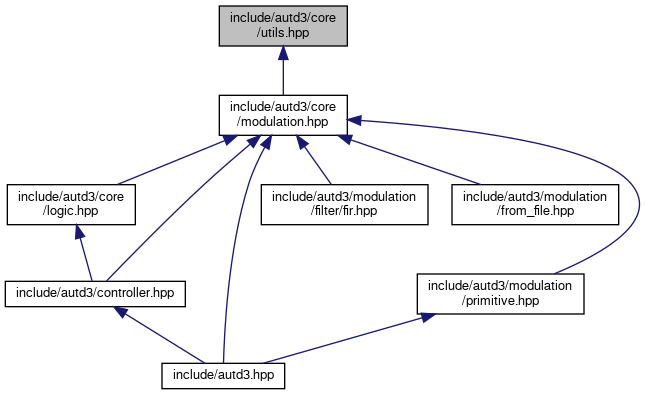 include/autd3/core
/utils.hpp
include/autd3/core
/modulation.hpp
include/autd3/core
/logic.hpp
include/autd3/modulation
/filter/fir.hpp
include/autd3/modulation
/from_file.hpp
include/autd3/controller.hpp
include/autd3/modulation
/primitive.hpp
include/autd3.hpp